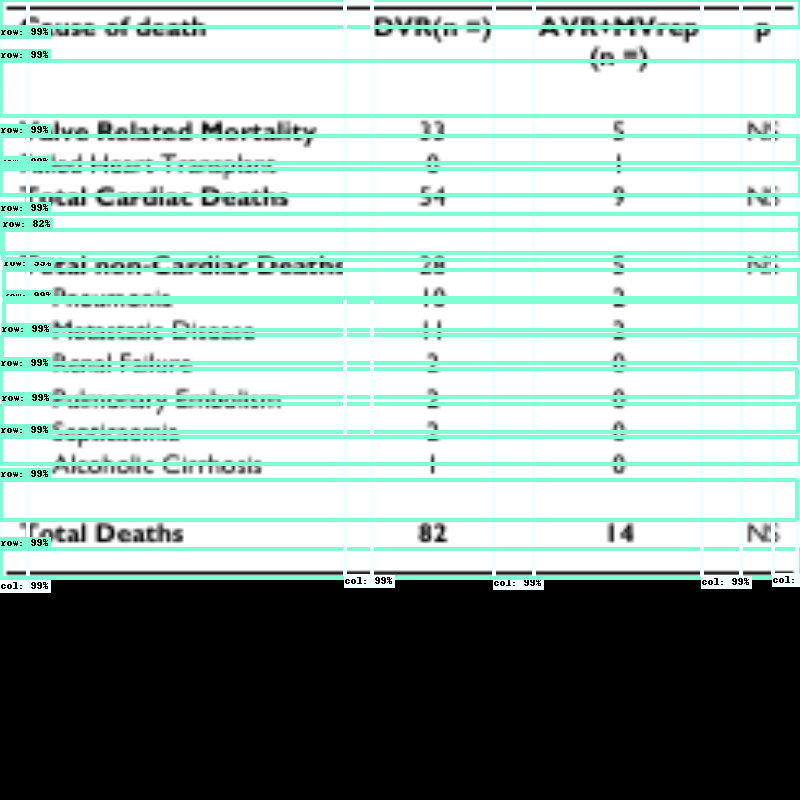 Cause of death DVR(n =) AVR+MVrep p
(n =)
row: 99%
row: 99%
Valve Related Mortality 33 5 NS
row: 99%
Failed Heart Transplant 0 1
row: 99%
Total Cardiac Deaths 54 9 NS
row: 99%
row: 82%
Total non-Cardiac Deaths 28 5 NS
row: 99%
Pneumonia 10 2
row: 99%
Metastatic Disease 11 2
row: 99%
Renal Failure 2 0
row: 99%
Pulmonary Embolism 2 0
row: 99%
Septicaemia 0
row: 99%
Alcoholic Cirrhosis 1 0
row: 99%
Total Deaths 82 14 NS
row: 99%
col: 99% col: 99% col: 99% col: 99% col: